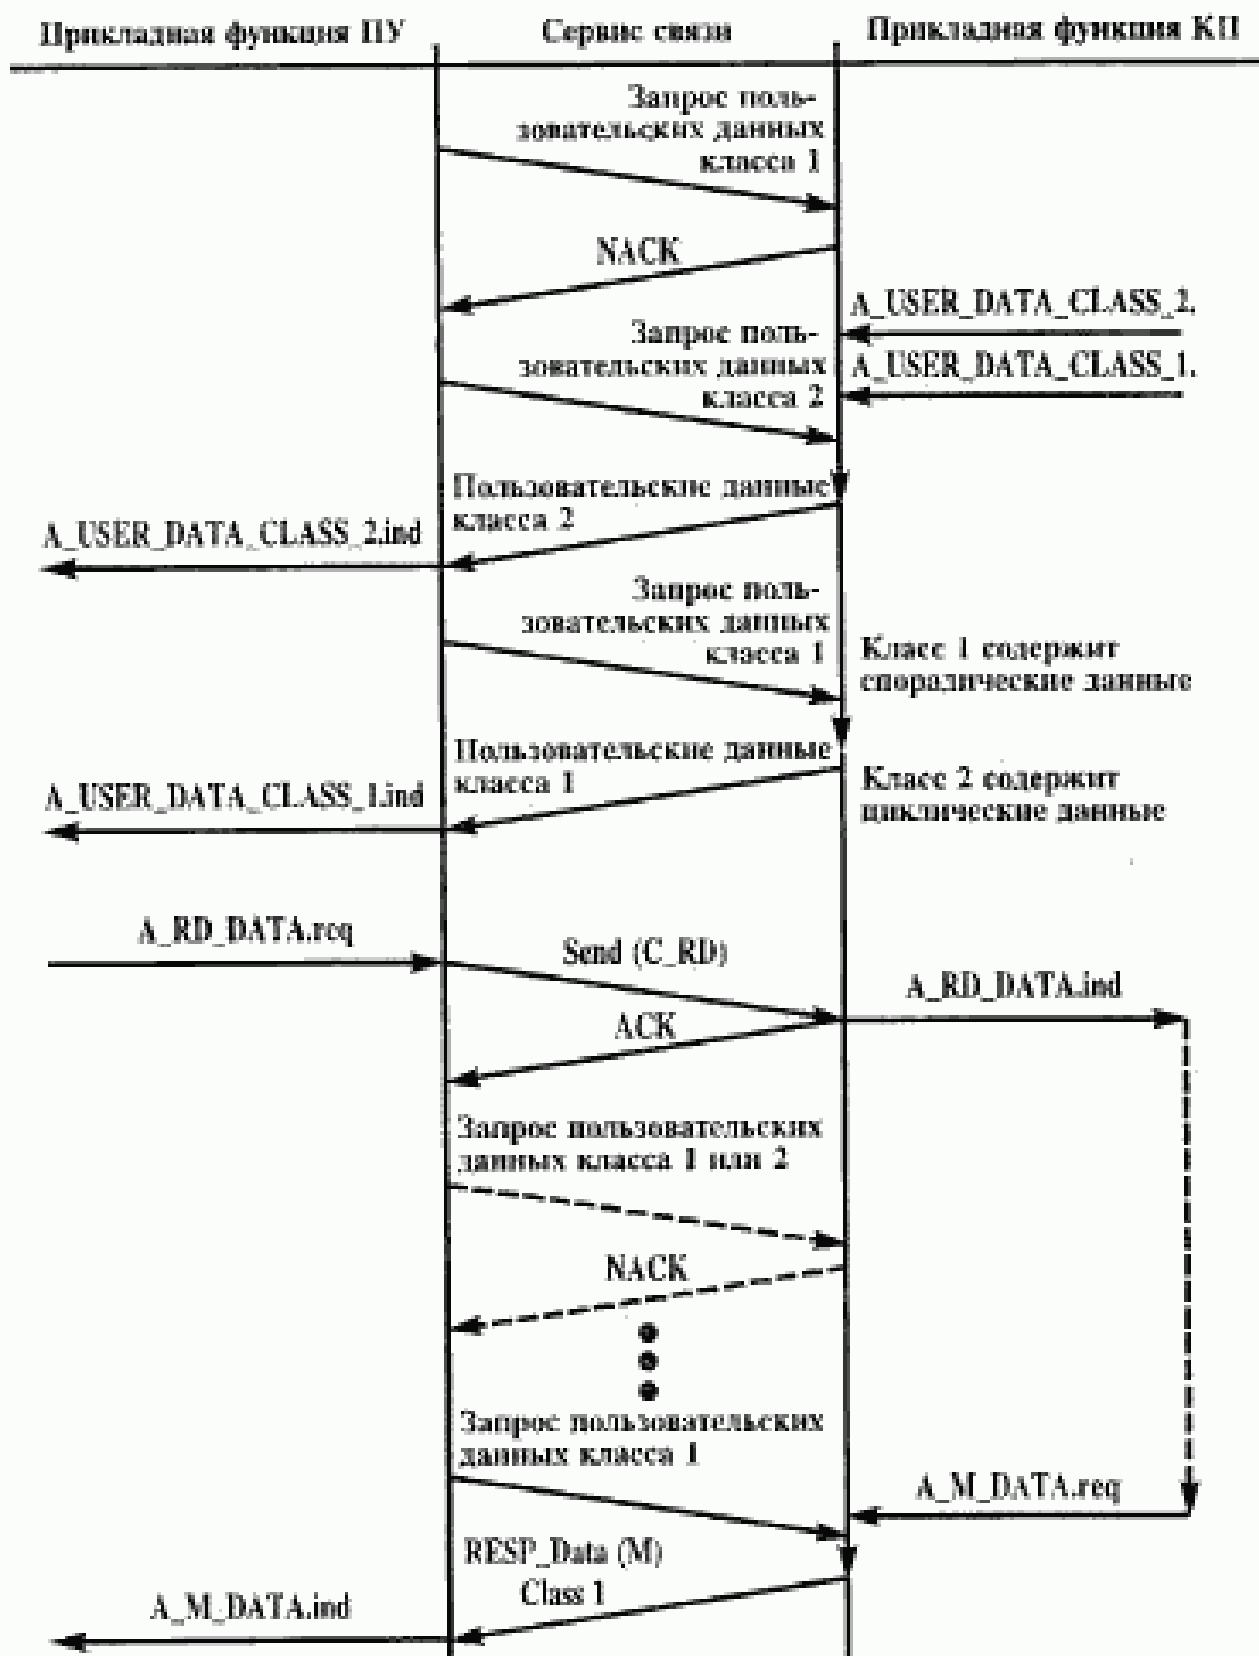 Прикладная функция ПУ
Сервис связи
Прикладная функция КП
Запрос поль-
зовательских данных
класса 1
NACK
A_USER_DATA_CLASS_2.
Запрос поль-
зовательских данных
класса 2
A_USER_DATA_CLASS_1.
Пользовательские данные
класса 2
A_USER_DATA_CLASS_2.ind
Запрос поль-
зовательских данных
класса 1
Класс 1 содержит
спорадические данные
Пользовательские данные
класса 1
A_USER_DATA_CLASS_1.ind
Класс 2 содержит
циклические данные
A_RD_DATA.req
Send (C_RD)
A_RD_DATA.ind
ACK
Запрос пользовательских
данных класса 1 или 2
NACK
Запрос пользовательских
данных класса 1
A_M_DATA.req
RESP_Data (M)
Class 1
A_M_DATA.ind